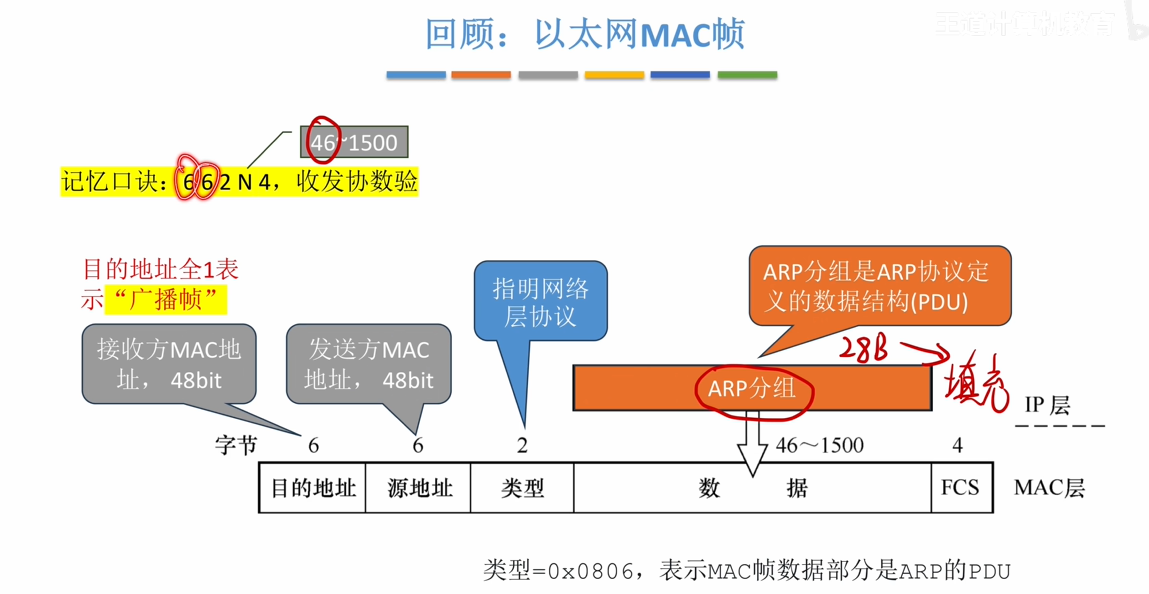 回顾：以太网MAC帧
王道计算机教育
46~1500
记忆口诀：6 6 2 N 4，收发协数验
目的地址全1表
示“广播帧”
接收方MAC地
址， 48bit
发送方MAC
地址， 48bit
指明网络
层协议
ARP分组是ARP协议定
义的数据结构(PDU)
28B
填充
ARP分组
IP 层
字节 6 6 2 46～1500 4
目的地址 源地址 类型 数 据 FCS MAC层
类型=0x0806，表示MAC帧数据部分是ARP的PDU